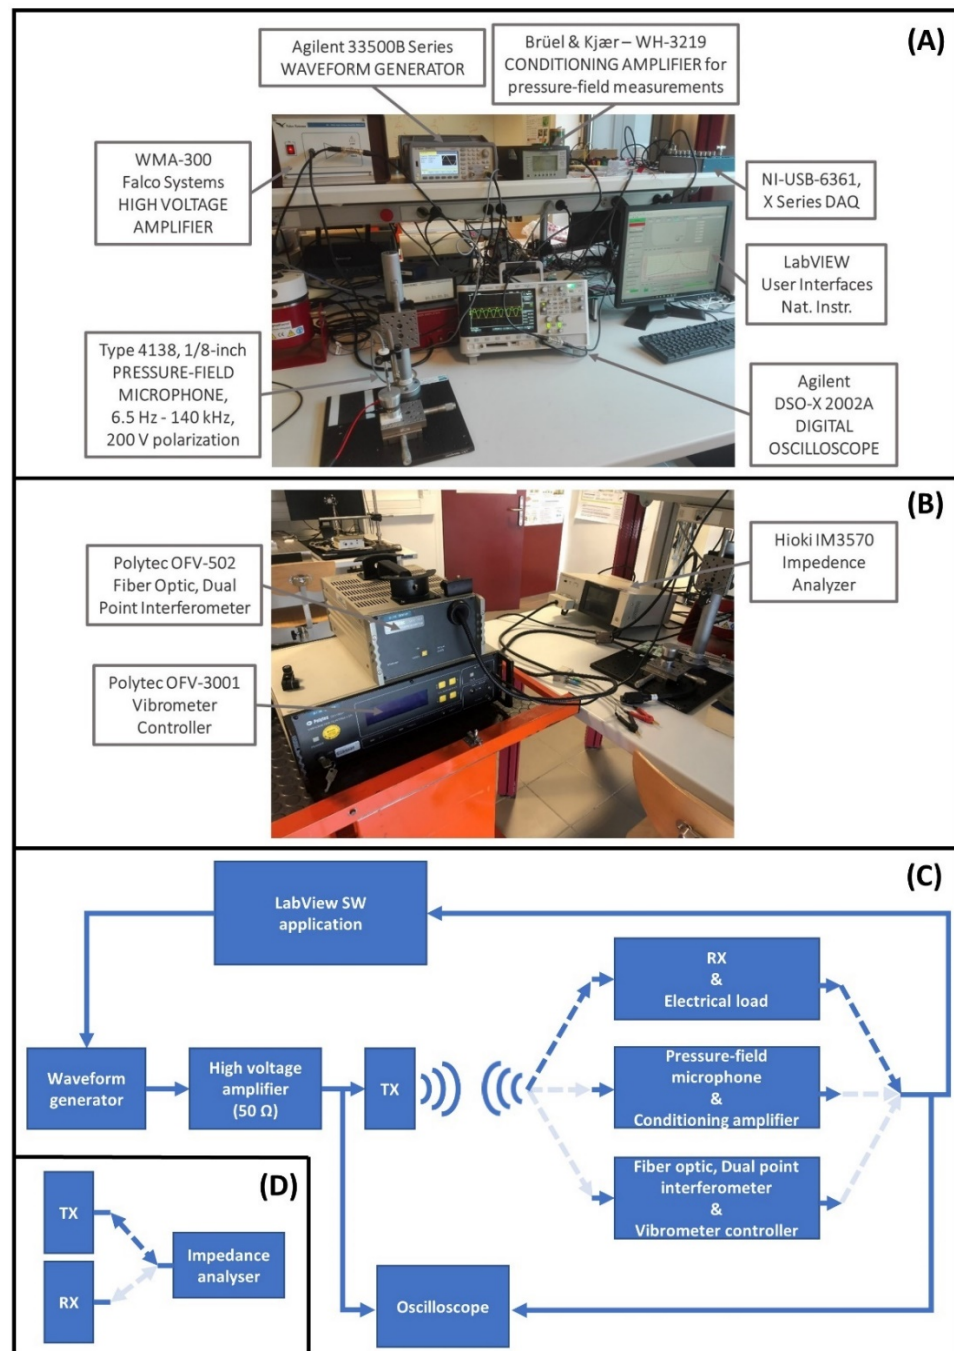 (A)
Agilent 33500B Series
WAVEFORM GENERATOR
Brüel & Kjær – WH-3219
CONDITIONING AMPLIFIER for
pressure-field measurements
WMA-300
Falco Systems
HIGH VOLTAGE
AMPLIFIER
NI-USB-6361,
X Series DAQ
LabVIEW
User Interfaces
Nat. Instr.
Type 4138, 1/8-inch
PRESSURE-FIELD
MICROPHONE,
6.5 Hz - 140 kHz,
200 V polarization
Agilent
DSO-X 2002A
DIGITAL
OSCILLOSCOPE
(B)
Polytec OFV-502
Fiber Optic, Dual
Point Interferometer
Hioki IM3570
Impedence
Analyzer
Polytec OFV-3001
Vibrometer
Controller
Polytec
(C)
LabView SW
application
RX
&
Electrical load
Waveform
generator
High voltage
amplifier
(50 Ω)
TX
Pressure-field
microphone
&
Conditioning amplifier
Fiber optic, Dual point
interferometer
&
Vibrometer controller
(D)
TX
RX
Impedance
analyser
Oscilloscope